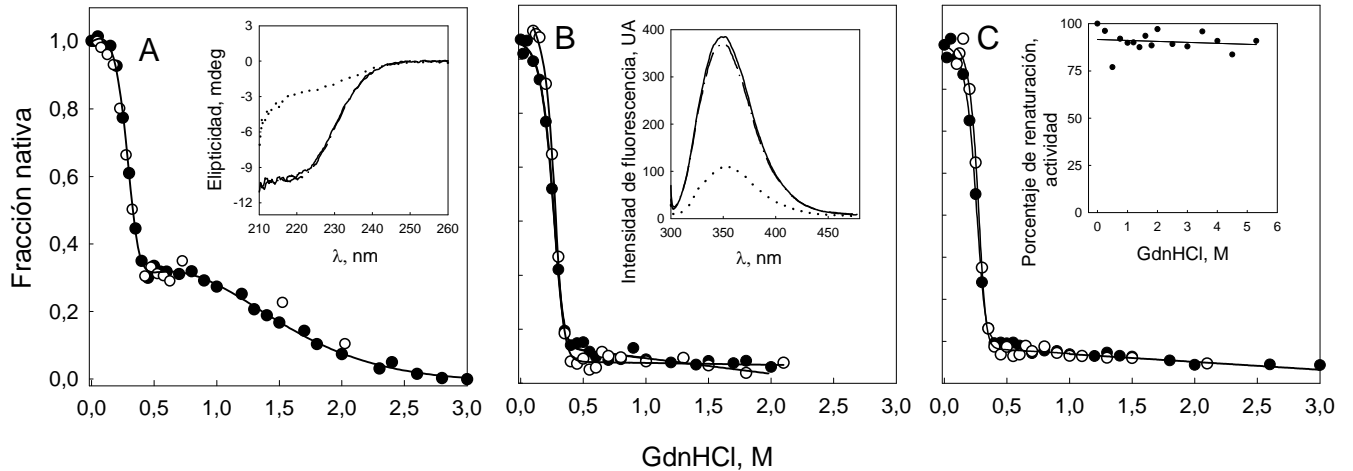 Fracción nativa
1,0
0,8
0,6
0,4
0,2
0,0
A
Elipticidad, mdeg
3
0
-3
-6
-9
-12
210 220 230 240 250 260
λ, nm
0,0 0,5 1,0 1,5 2,0 2,5 3,0
B
Intensidad de fluorescencia, UA
400
300
200
100
0
300 350 400 450
λ, nm
0,0 0,5 1,0 1,5 2,0 2,5 3,0
C
Porcentaje de renaturación,
actividad
100
75
50
25
0
0 1 2 3 4 5 6
GdnHCl, M
0,0 0,5 1,0 1,5 2,0 2,5 3,0
GdnHCl, M